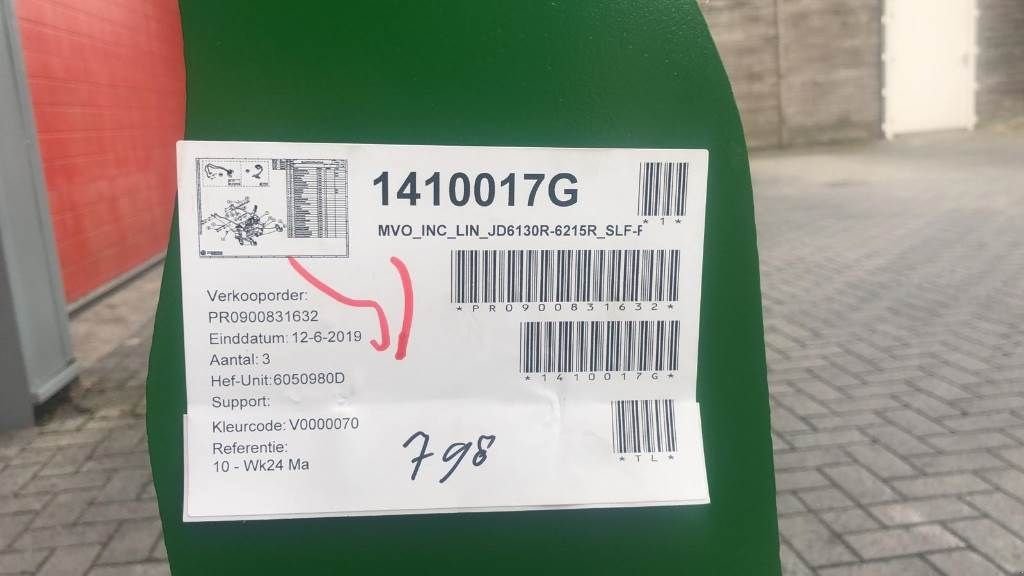 1410017G
*1*
MVO_INC_LIN_JD6130R-6215R_SLF-F
*PR0900831632*
*1410017G*
Verkooporder:
PR0900831632
Einddatum: 12-6-2019
Aantal: 3
Hef-Unit:6050980D
Support:
Kleurcode: V0000070
Referentie:
10 - Wk24 Ma
798
*TL*